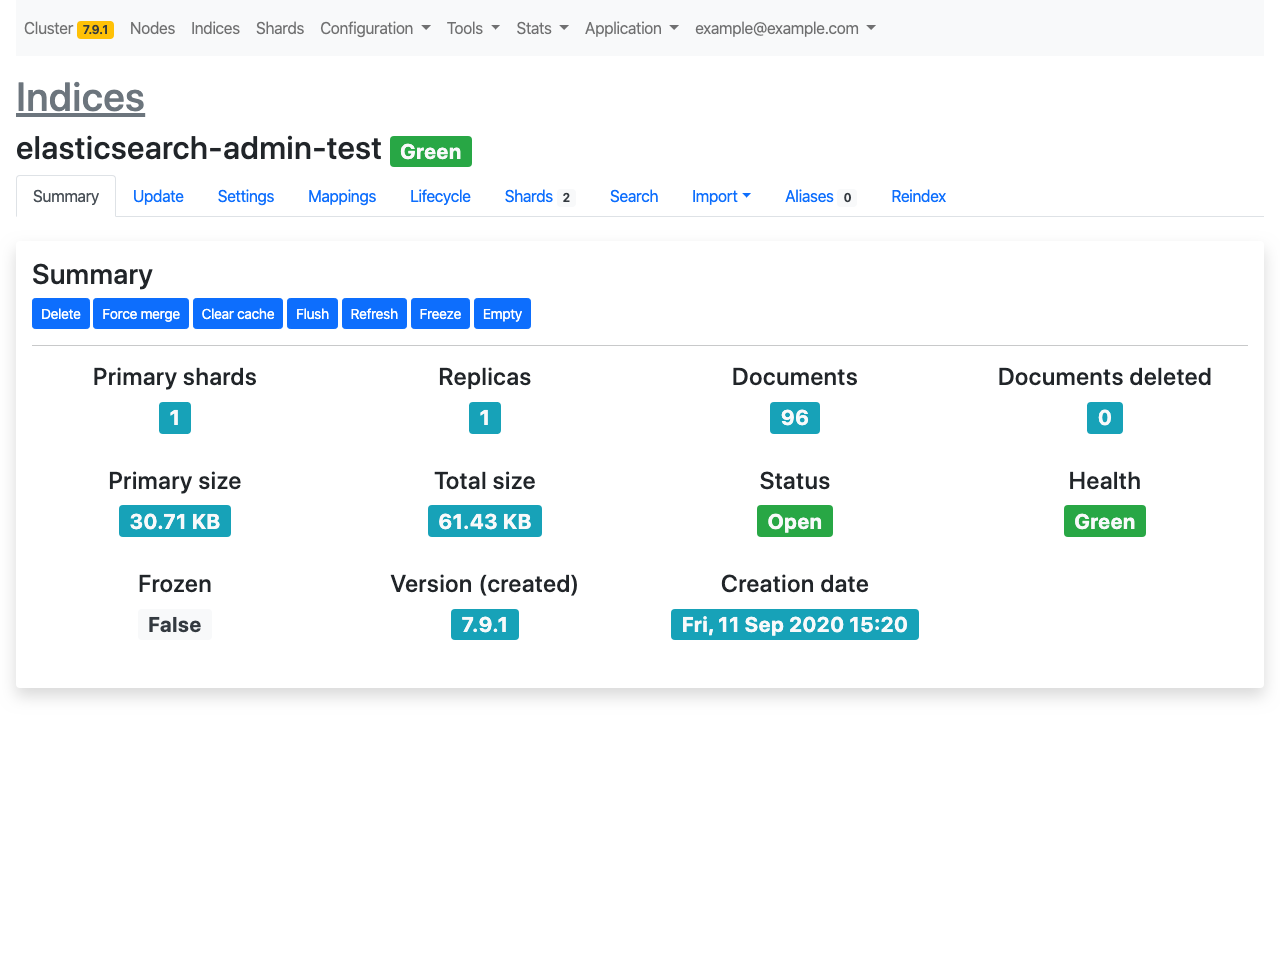 Cluster 7.9.1 Nodes Indices Shards Configuration Tools Stats Application example@example.com
Indices
elasticsearch-admin-test Green
Summary Update Settings Mappings Lifecycle Shards 2 Search Import Aliases 0 Reindex
Summary
Delete Force merge Clear cache Flush Refresh Freeze Empty
Primary shards Replicas Documents Documents deleted
1 1 96 0
Primary size Total size Status Health
30.71 KB 61.43 KB Open Green
Frozen Version (created) Creation date
False 7.9.1 Fri, 11 Sep 2020 15:20